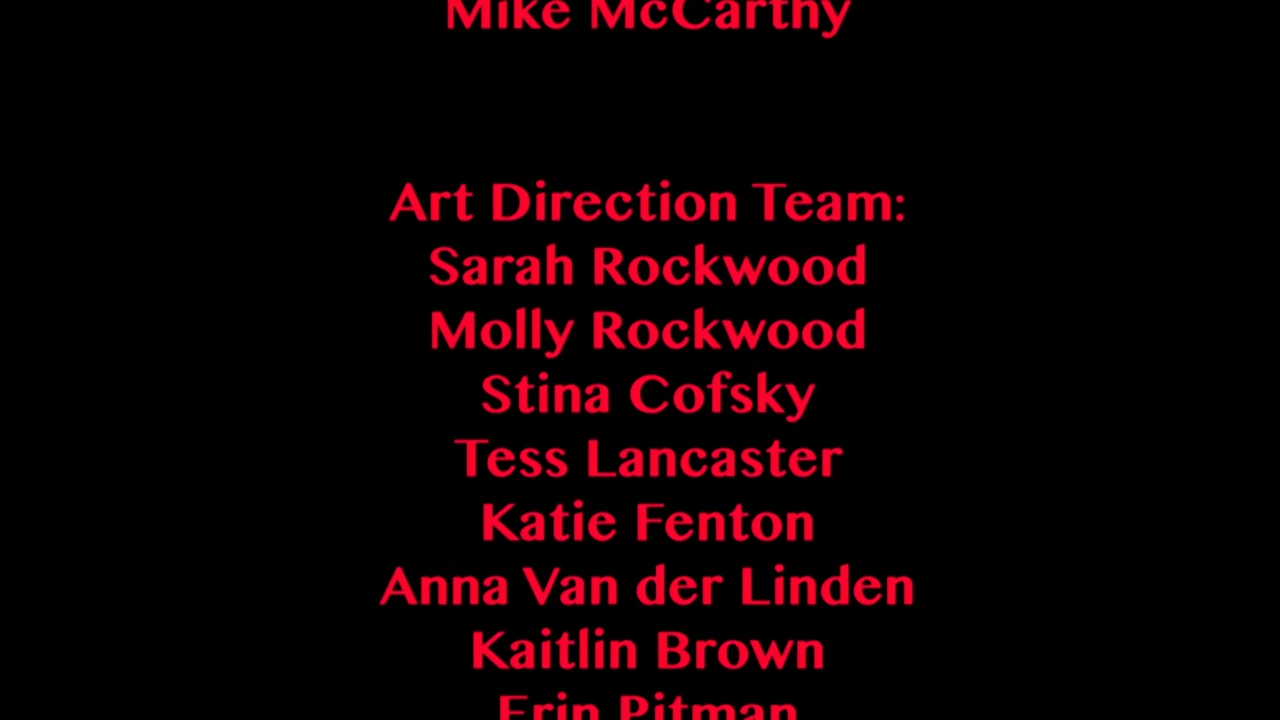 Mike McCarthy
Art Direction Team:
Sarah Rockwood
Molly Rockwood
Stina Cofsky
Tess Lancaster
Katie Fenton
Anna Van der Linden
Kaitlin Brown
Erin Pitman